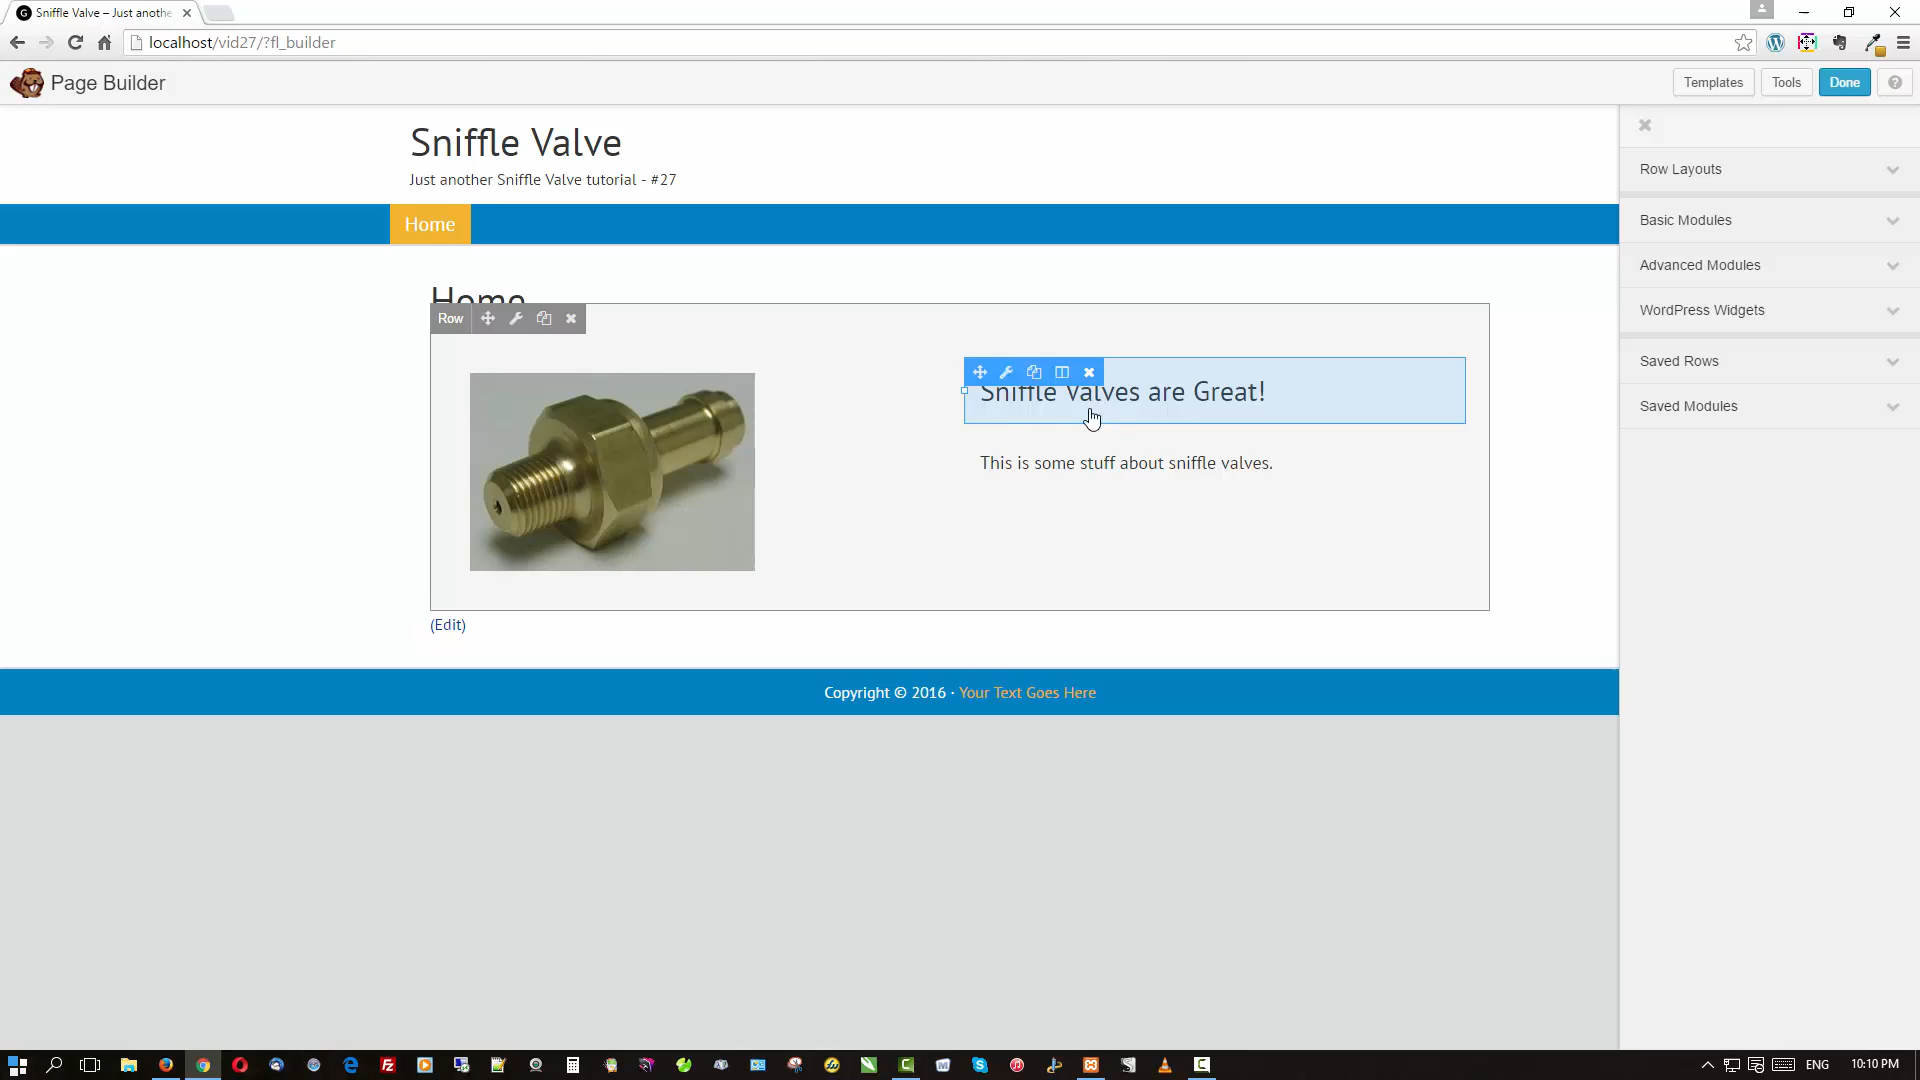 Sniffle Valve – Just anothe
localhost/vid27/?fl_builder
Page Builder
Templates
Tools
Done
Sniffle Valve
Just another Sniffle Valve tutorial - #27
Home
Home
Row
Sniffle Valves are Great!
This is some stuff about sniffle valves.
(Edit)
Copyright © 2016 · Your Text Goes Here
Row Layouts
Basic Modules
Advanced Modules
WordPress Widgets
Saved Rows
Saved Modules
ENG
10:10 PM